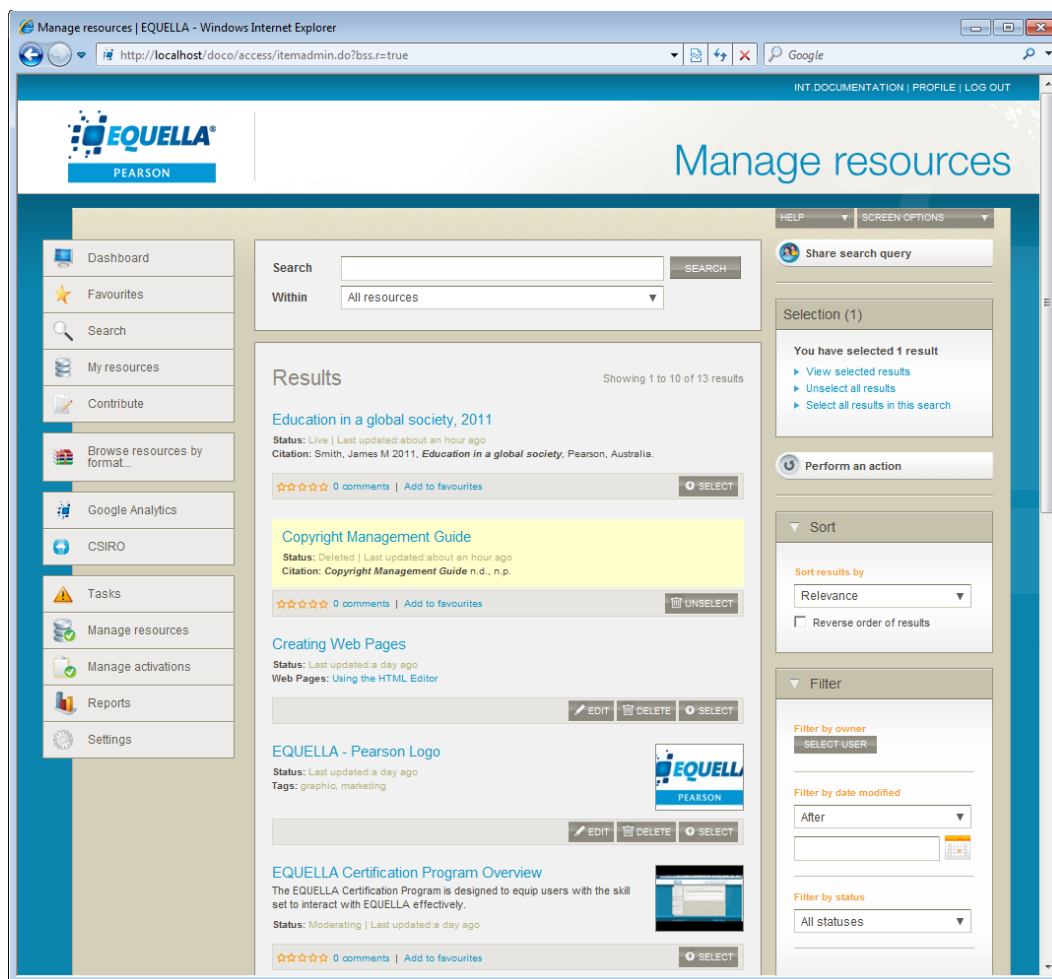 Manage resources | EQUELLA - Windows Internet Explorer
http://localhost/doco/access/itemadmin.do?bss.r=true
Google
INT.DOCUMENTATION | PROFILE | LOG OUT
EQUELLA®
PEARSON
Manage resources
HELP
SCREEN OPTIONS
Dashboard
Favourites
Search
My resources
Contribute
Browse resources by
format...
Google Analytics
CSIRO
Tasks
Manage resources
Manage activations
Reports
Settings
Search
SEARCH
Within
All resources
Results
Showing 1 to 10 of 13 results
Education in a global society, 2011
Status: Live | Last updated:about an hour ago
Citation: Smith, James M 2011, Education in a global society, Pearson, Australia.
0 comments | Add to favourites
SELECT
Copyright Management Guide
Status: Deleted | Last updated:about an hour ago
Citation: Copyright Management Guide n.d., n.p.
0 comments | Add to favourites
UNSELECT
Creating Web Pages
Status: Last updated:a day ago
Web Pages: Using the HTML Editor
EDIT DELETE SELECT
EQUELLA - Pearson Logo
Status: Last updated:a day ago
Tags: graphic, marketing
EQUELL
PEARSON
EDIT DELETE SELECT
EQUELLA Certification Program Overview
The EQUELLA Certification Program is designed to equip users with the skill
set to interact with EQUELLA effectively.
Status: Moderating | Last updated:a day ago
0 comments | Add to favourites
SELECT
Share search query
Selection (1)
You have selected 1 result
View selected results
Unselect all results
Select all results in this search
Perform an action
Sort
Sort results by
Relevance
Reverse order of results
Filter
Filter by owner
SELECT USER
Filter by date modified
After
Filter by status
All statuses